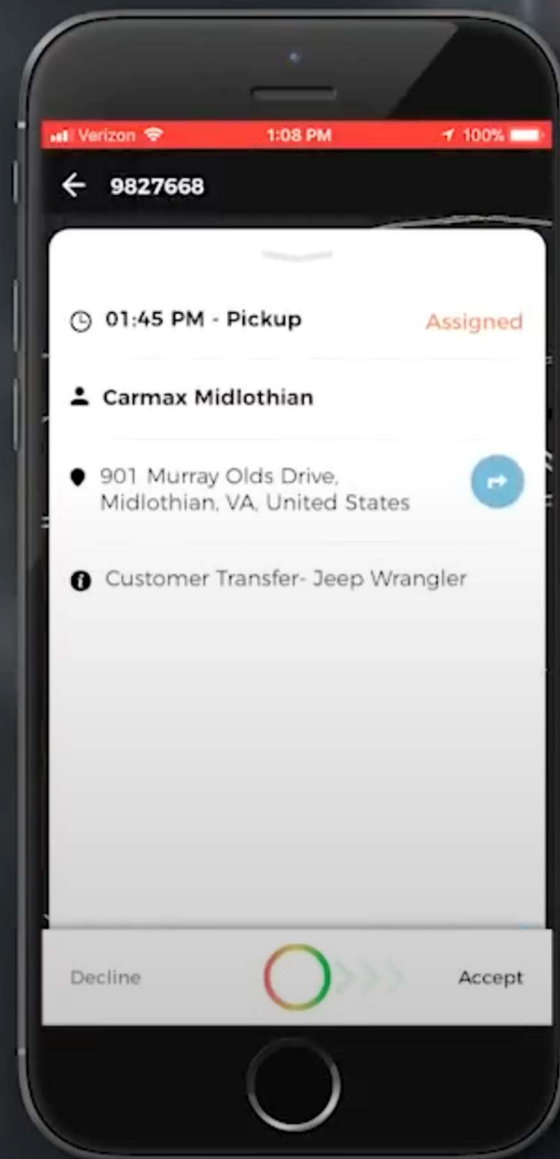 Verizon 1:08 PM 100%
9827668
01:45 PM - Pickup Assigned
Carmax Midlothian
901 Murray Olds Drive,
Midlothian, VA, United States
Customer Transfer- Jeep Wrangler
Decline Accept